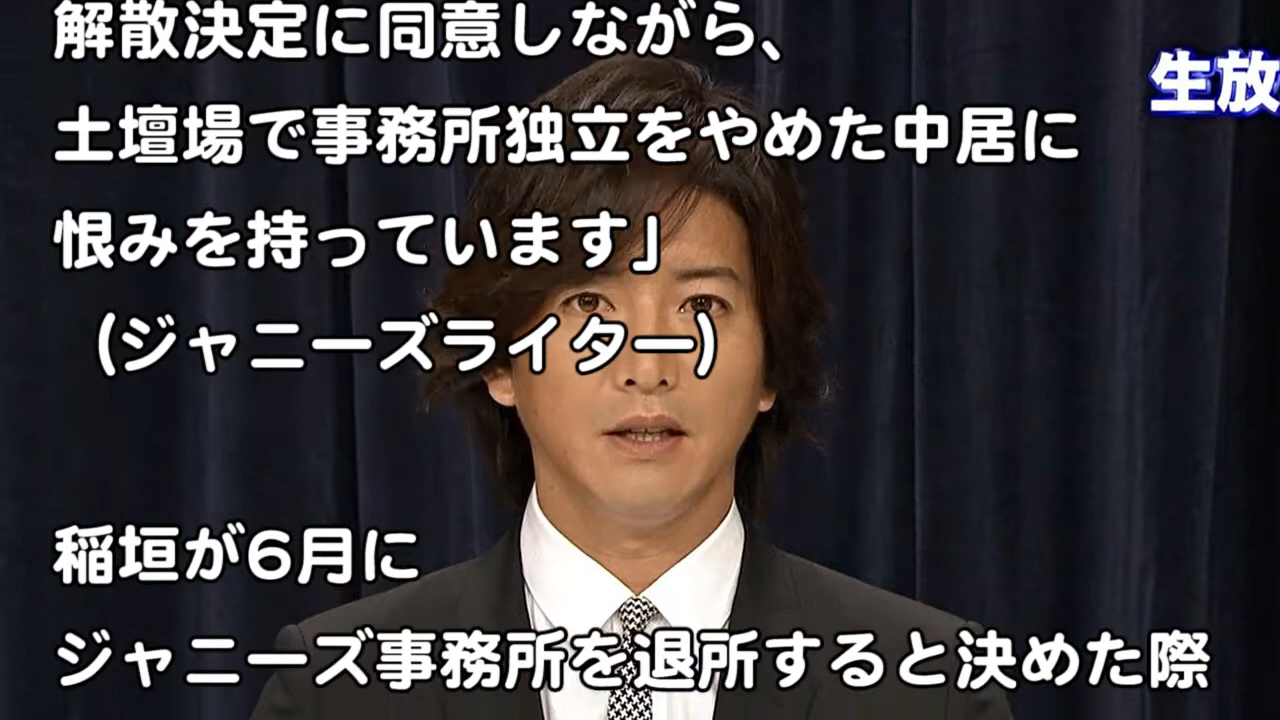 解散決定に同意しながら、
生放
土壇場で事務所独立をやめた中居に
恨みを持っています」
(ジャニーズライター)
稲垣が6月に
ジャニーズ事務所を退所すると決めた際